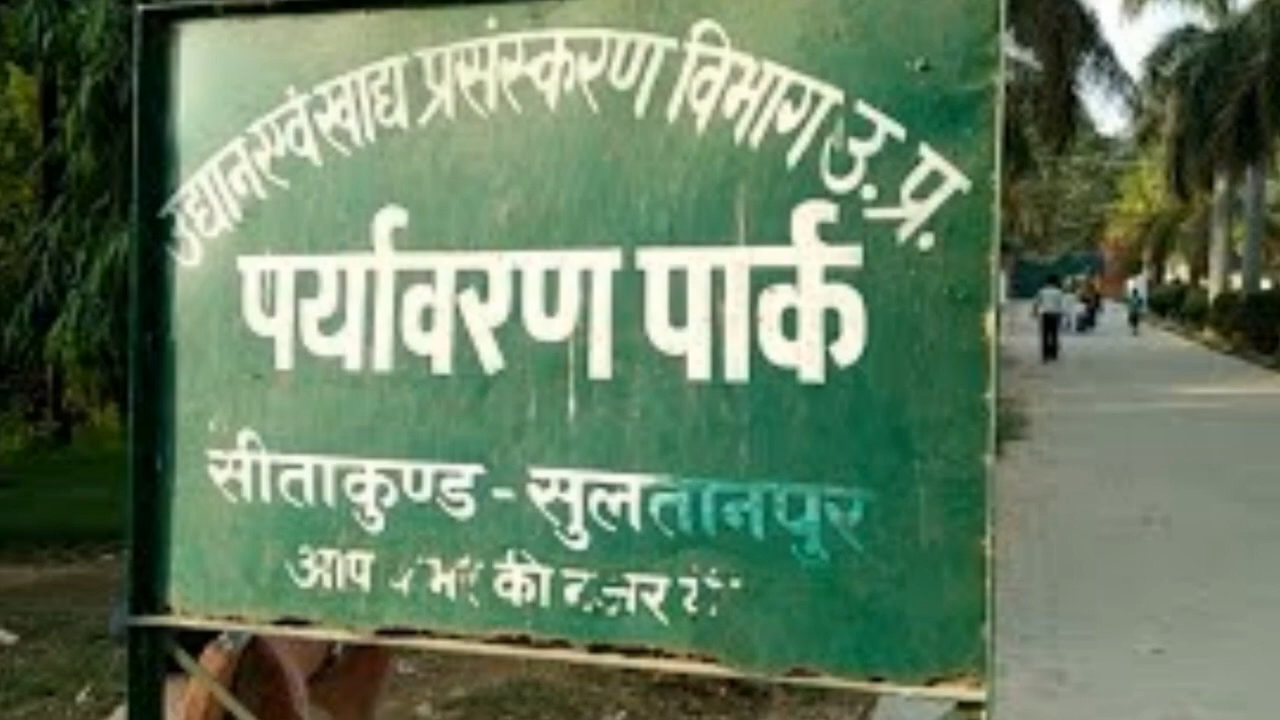 उद्यान एवं खाद्य प्रसंस्करण विभाग उ.प्र.
पर्यावरण पार्क
सीताकुण्ड - सुलतानपुर
आप की